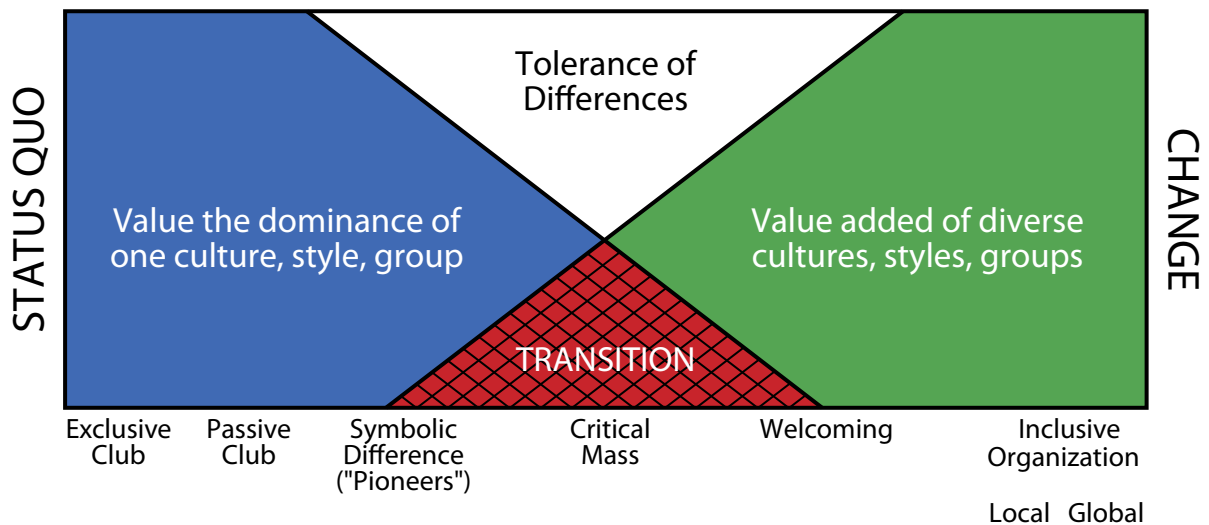 STATUS QUO
Tolerance of
Differences
Value the dominance of
one culture, style, group
Value added of diverse
cultures, styles, groups
TRANSITION
CHANGE
Exclusive
Club
Passive
Club
Symbolic
Difference
("Pioneers")
Critical
Mass
Welcoming
Inclusive
Organization
Local Global